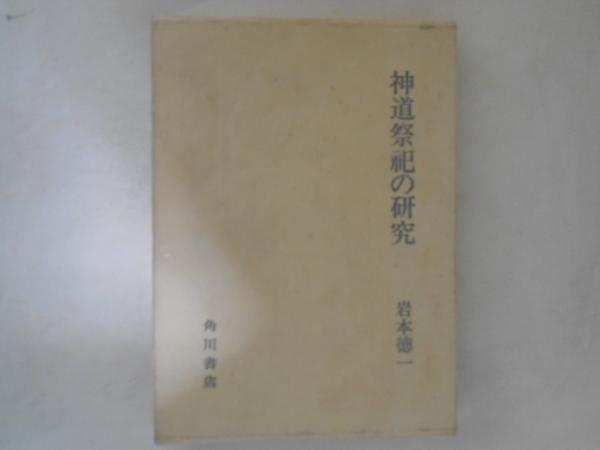 神道祭祀の研究
岩本徳一
角川書店